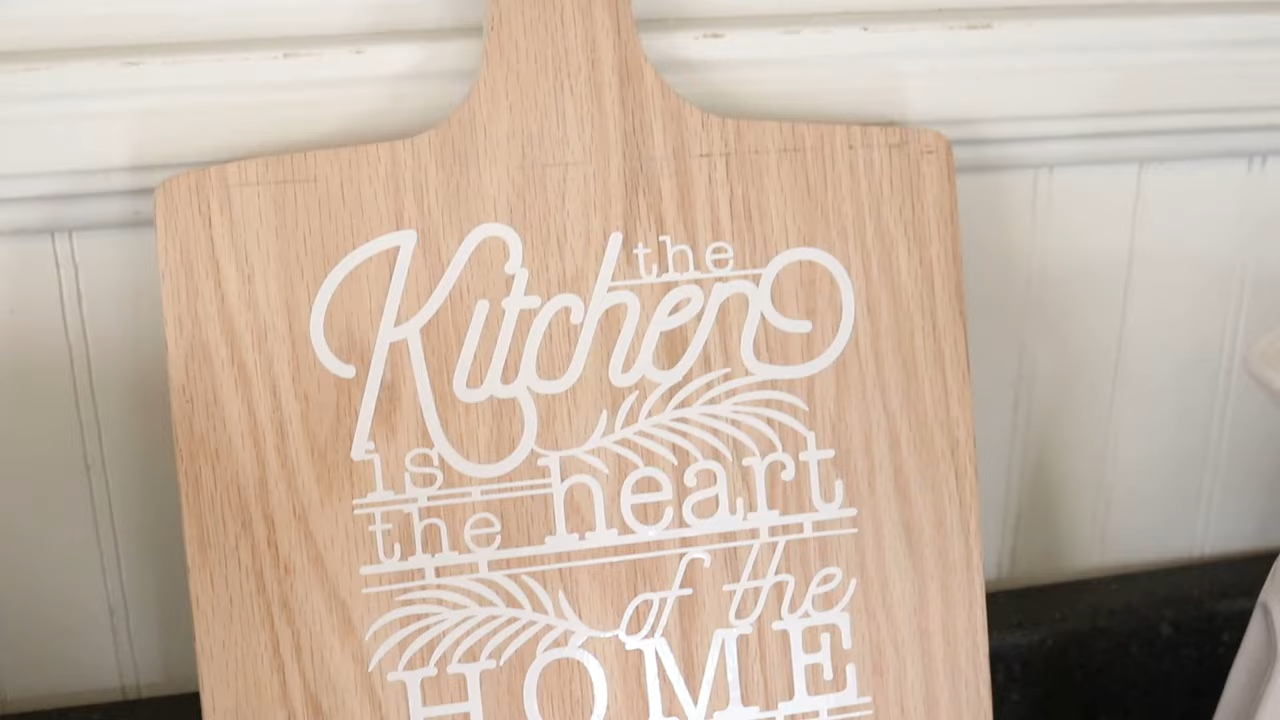 the
Kitchen
is
the heart
of the
HOME